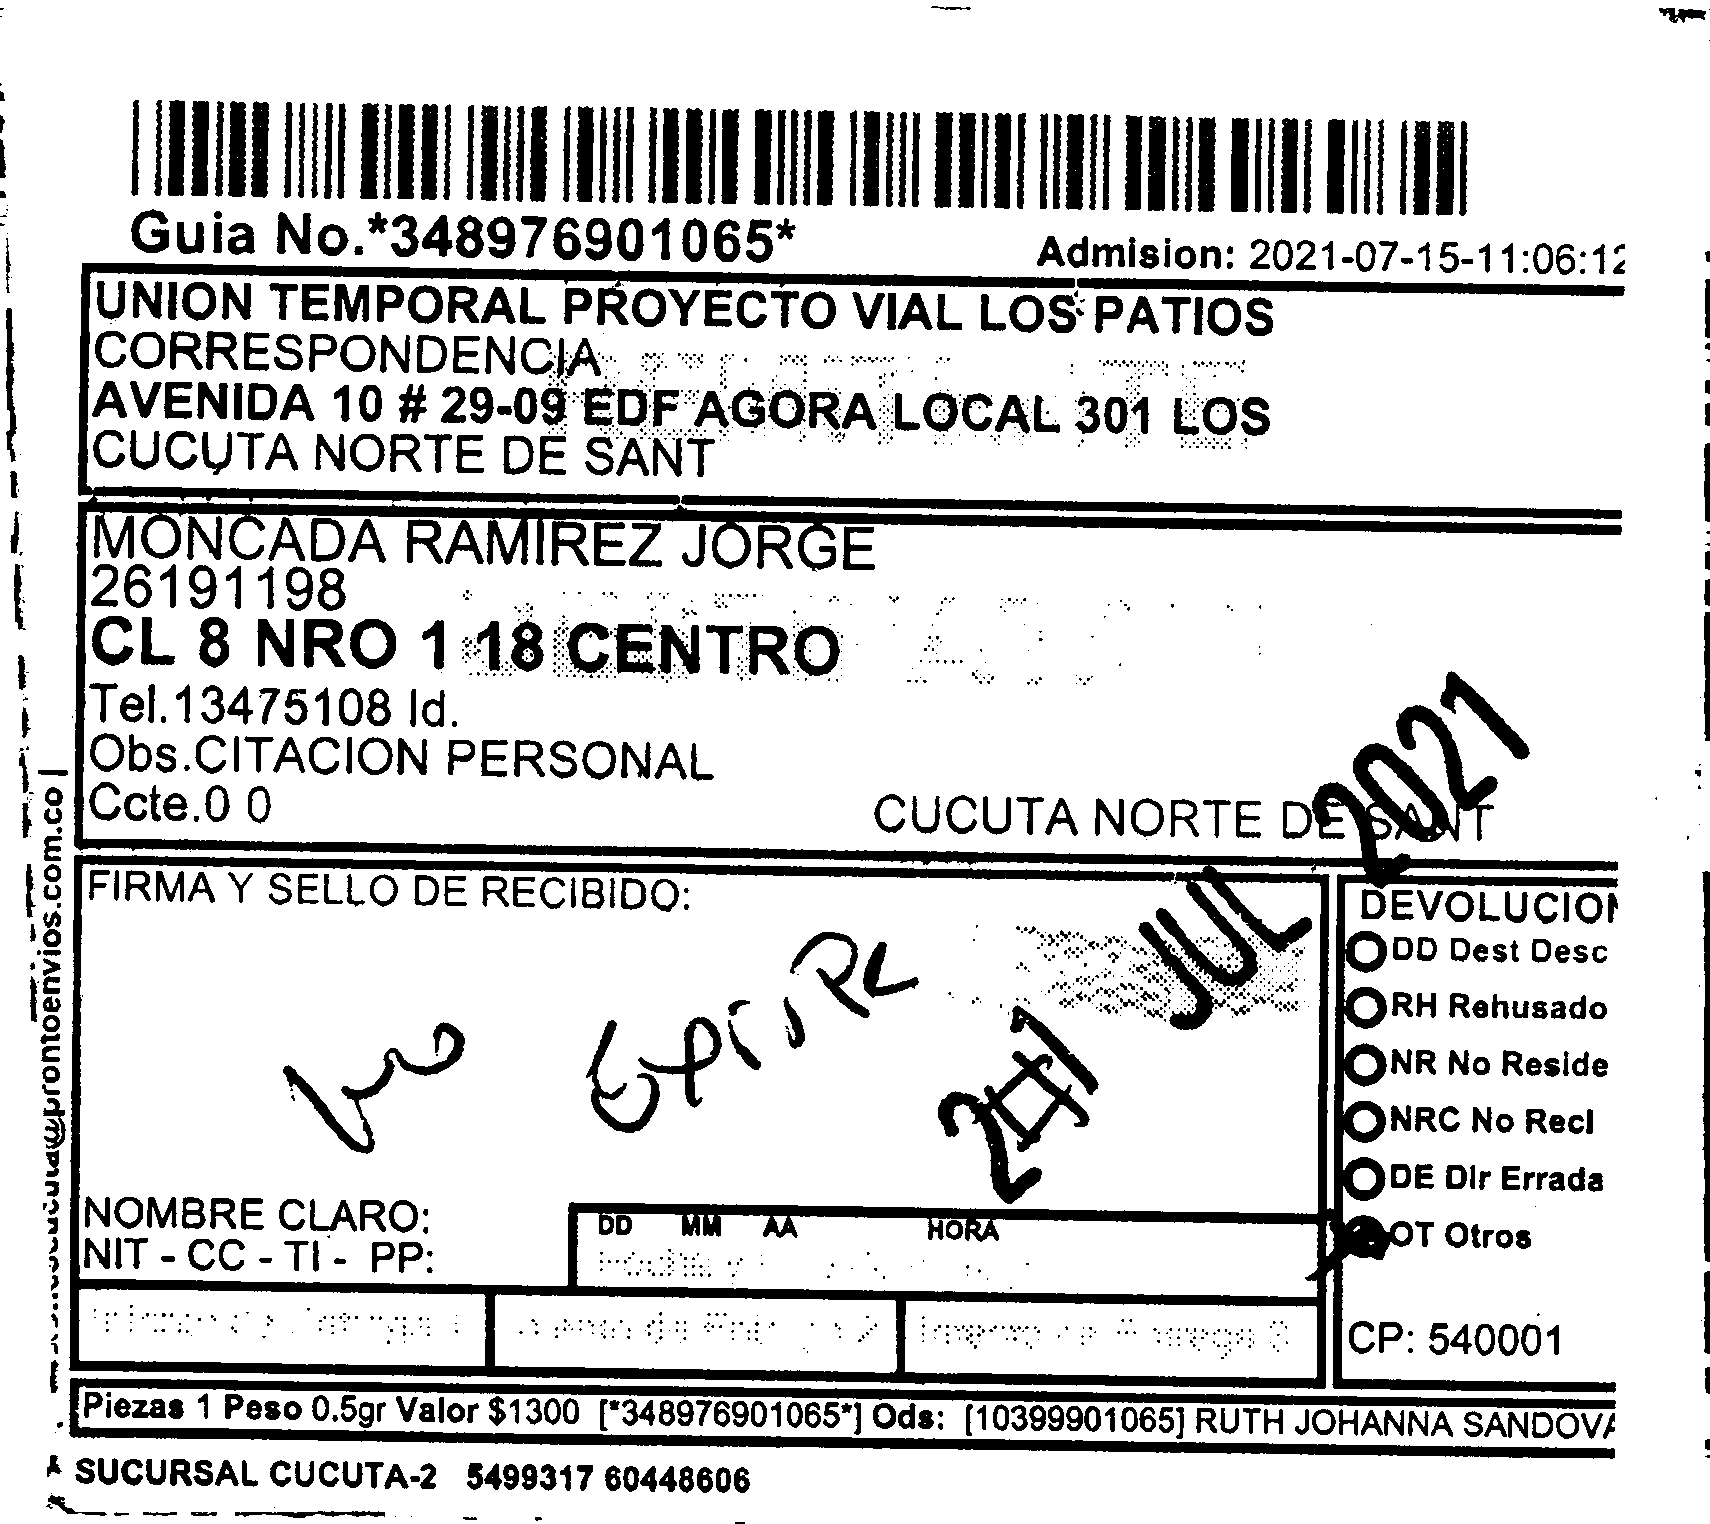 Guia No.*348976901065*
Admision: 2021-07-15-11:06:12
UNION TEMPORAL PROYECTO VIAL LOS PATIOS
CORRESPONDENCIA
AVENIDA 10 # 29-09 EDF AGORA LOCAL 301 LOS
CUCUTA NORTE DE SANT
MONCADA RAMIREZ JORGE
26191198
CL 8 NRO 1 18 CENTRO
Tel.13475108 Id.
Obs.CITACION PERSONAL
Ccte.0 0
CUCUTA NORTE DE SANT
FIRMA Y SELLO DE RECIBIDO:
JUL 2021
DEVOLUCION
DD Dest Desc
RH Rehusado
NR No Reside
NRC No Recl
DE Dir Errada
OT Otros
NOMBRE CLARO:
NIT - CC - TI - PP:
DD MM AA HORA
CP: 540001
Piezas 1 Peso 0.5gr Valor $1300 [*348976901065*] Ods: [10399901065] RUTH JOHANNA SANDOVA
SUCURSAL CUCUTA-2 5499317 60448606
@prontoenvios.com.co |